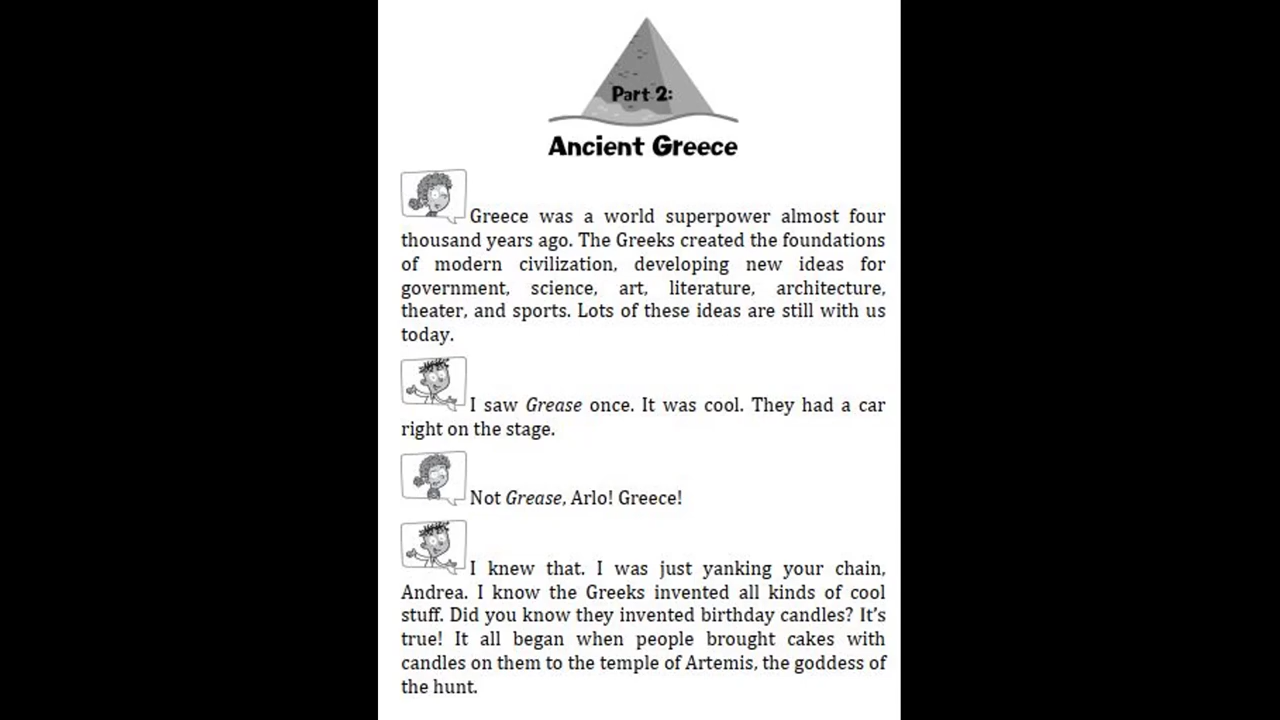 Part 2:
Ancient Greece
Greece was a world superpower almost four
thousand years ago. The Greeks created the foundations
of modern civilization, developing new ideas for
government, science, art, literature, architecture,
theater, and sports. Lots of these ideas are still with us
today.
I saw Grease once. It was cool. They had a car
right on the stage.
Not Grease, Arlo! Greece!
I knew that. I was just yanking your chain,
Andrea. I know the Greeks invented all kinds of cool
stuff. Did you know they invented birthday candles? It’s
true! It all began when people brought cakes with
candles on them to the temple of Artemis, the goddess of
the hunt.